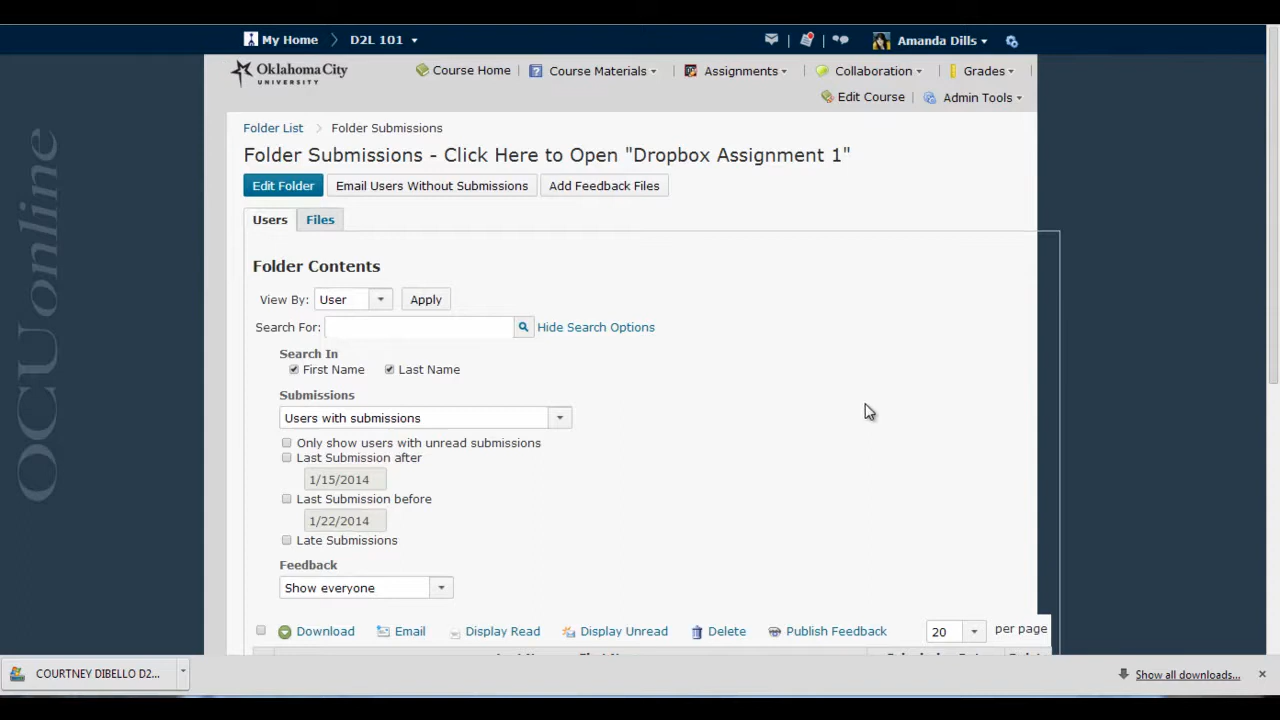 My Home D2L 101 Amanda Dills
Oklahoma City UNIVERSITY Course Home Course Materials Assignments Collaboration Grades
Edit Course Admin Tools
Folder List Folder Submissions
Folder Submissions - Click Here to Open "Dropbox Assignment 1"
Edit Folder Email Users Without Submissions Add Feedback Files
Users Files
Folder Contents
View By: User Apply
Search For: Hide Search Options
Search In
First Name Last Name
Submissions
Users with submissions
Only show users with unread submissions
Last Submission after
1/15/2014
Last Submission before
1/22/2014
Late Submissions
Feedback
Show everyone
Download Email Display Read Display Unread Delete Publish Feedback 20 per page
COURTNEY DIBELLO D2... Show all downloads...
OCUonline